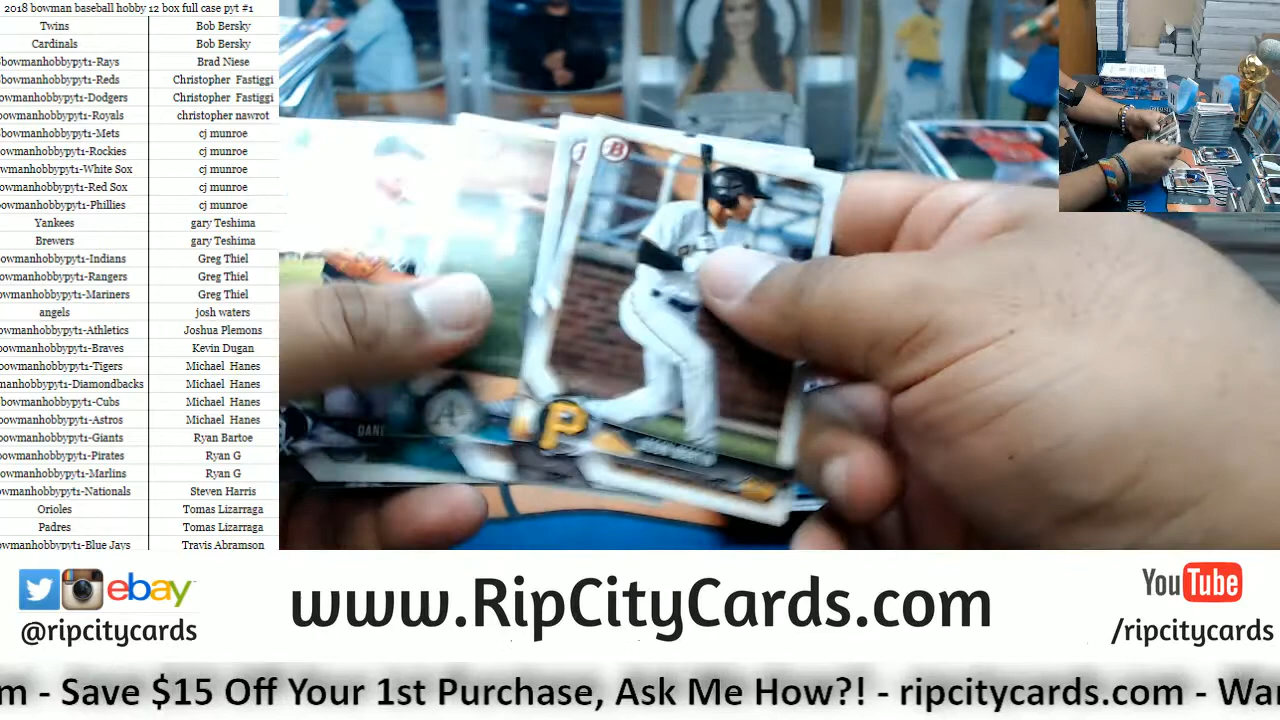 2018 bowman baseball hobby 12 box full case pyt #1
Twins Bob Bersky
Cardinals Bob Bersky
bowmanhobbypyt1-Rays Brad Niese
bowmanhobbypyt1-Reds Christopher Fastiggi
owmanhobbypyt1-Dodgers Christopher Fastiggi
owmanhobbypyt1-Royals christopher nawrot
bowmanhobbypyt1-Mets cj munroe
owmanhobbypyt1-Rockies cj munroe
wmanhobbypyt1-White Sox cj munroe
wmanhobbypyt1-Red Sox cj munroe
owmanhobbypyt1-Phillies cj munroe
Yankees gary Teshima
Brewers gary Teshima
owmanhobbypyt1-Indians Greg Thiel
owmanhobbypyt1-Rangers Greg Thiel
owmanhobbypyt1-Mariners Greg Thiel
angels josh waters
owmanhobbypyt1-Athletics Joshua Plemons
owmanhobbypyt1-Braves Kevin Dugan
owmanhobbypyt1-Tigers Michael Hanes
manhobbypyt1-Diamondbacks Michael Hanes
bowmanhobbypyt1-Cubs Michael Hanes
owmanhobbypyt1-Astros Michael Hanes
owmanhobbypyt1-Giants Ryan Bartoe
owmanhobbypyt1-Pirates Ryan G
owmanhobbypyt1-Marlins Ryan G
owmanhobbypyt1-Nationals Steven Harris
Orioles Tomas Lizarraga
Padres Tomas Lizarraga
owmanhobbypyt1-Blue Jays Travis Abramson
B
P
A
DANI
ebay
@ripcitycards
www.RipCityCards.com
YouTube
/ripcitycards
m - Save $15 Off Your 1st Purchase, Ask Me How?! - ripcitycards.com - Wa